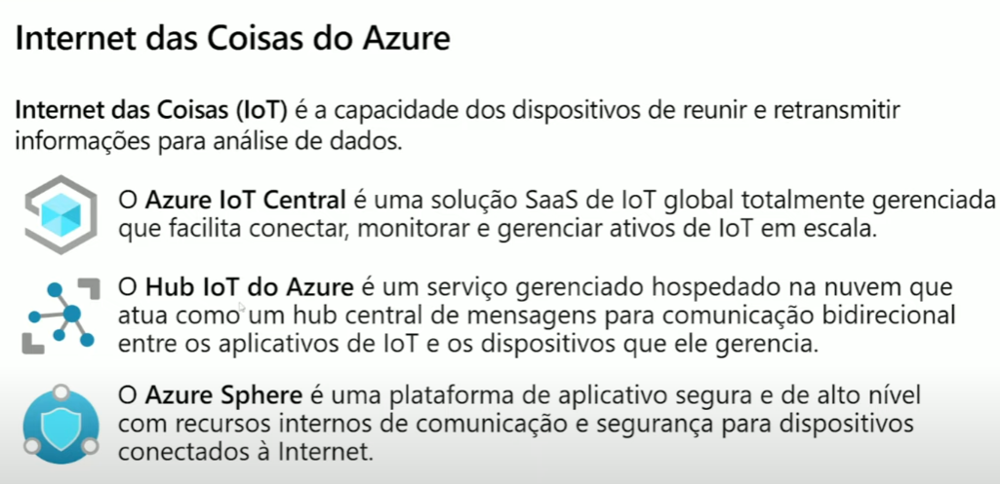 Internet das Coisas do Azure
Internet das Coisas (IoT) é a capacidade dos dispositivos de reunir e retransmitir
informações para análise de dados.
O Azure IoT Central é uma solução SaaS de IoT global totalmente gerenciada
que facilita conectar, monitorar e gerenciar ativos de IoT em escala.
O Hub IoT do Azure é um serviço gerenciado hospedado na nuvem que
atua como um hub central de mensagens para comunicação bidirecional
entre os aplicativos de IoT e os dispositivos que ele gerencia.
O Azure Sphere é uma plataforma de aplicativo segura e de alto nível
com recursos internos de comunicação e segurança para dispositivos
conectados à Internet.